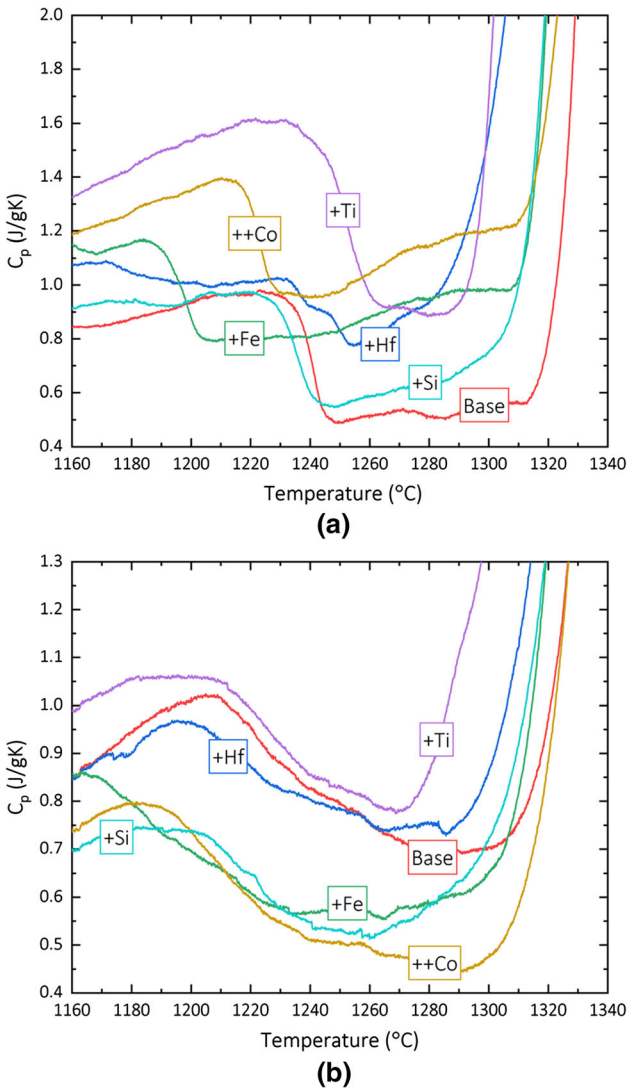 2.0
1.8
1.6
1.4
1.2
1.0
0.8
0.6
0.4
Cp (J/gK)
+Ti
++Co
+Fe
+Hf
+Si
Base
1160 1180 1200 1220 1240 1260 1280 1300 1320 1340
Temperature (°C)
(a)
1.3
1.2
1.1
1.0
0.9
0.8
0.7
0.6
0.5
0.4
Cp (J/gK)
+Ti
+Hf
+Si
Base
+Fe
++Co
1160 1180 1200 1220 1240 1260 1280 1300 1320 1340
Temperature (°C)
(b)